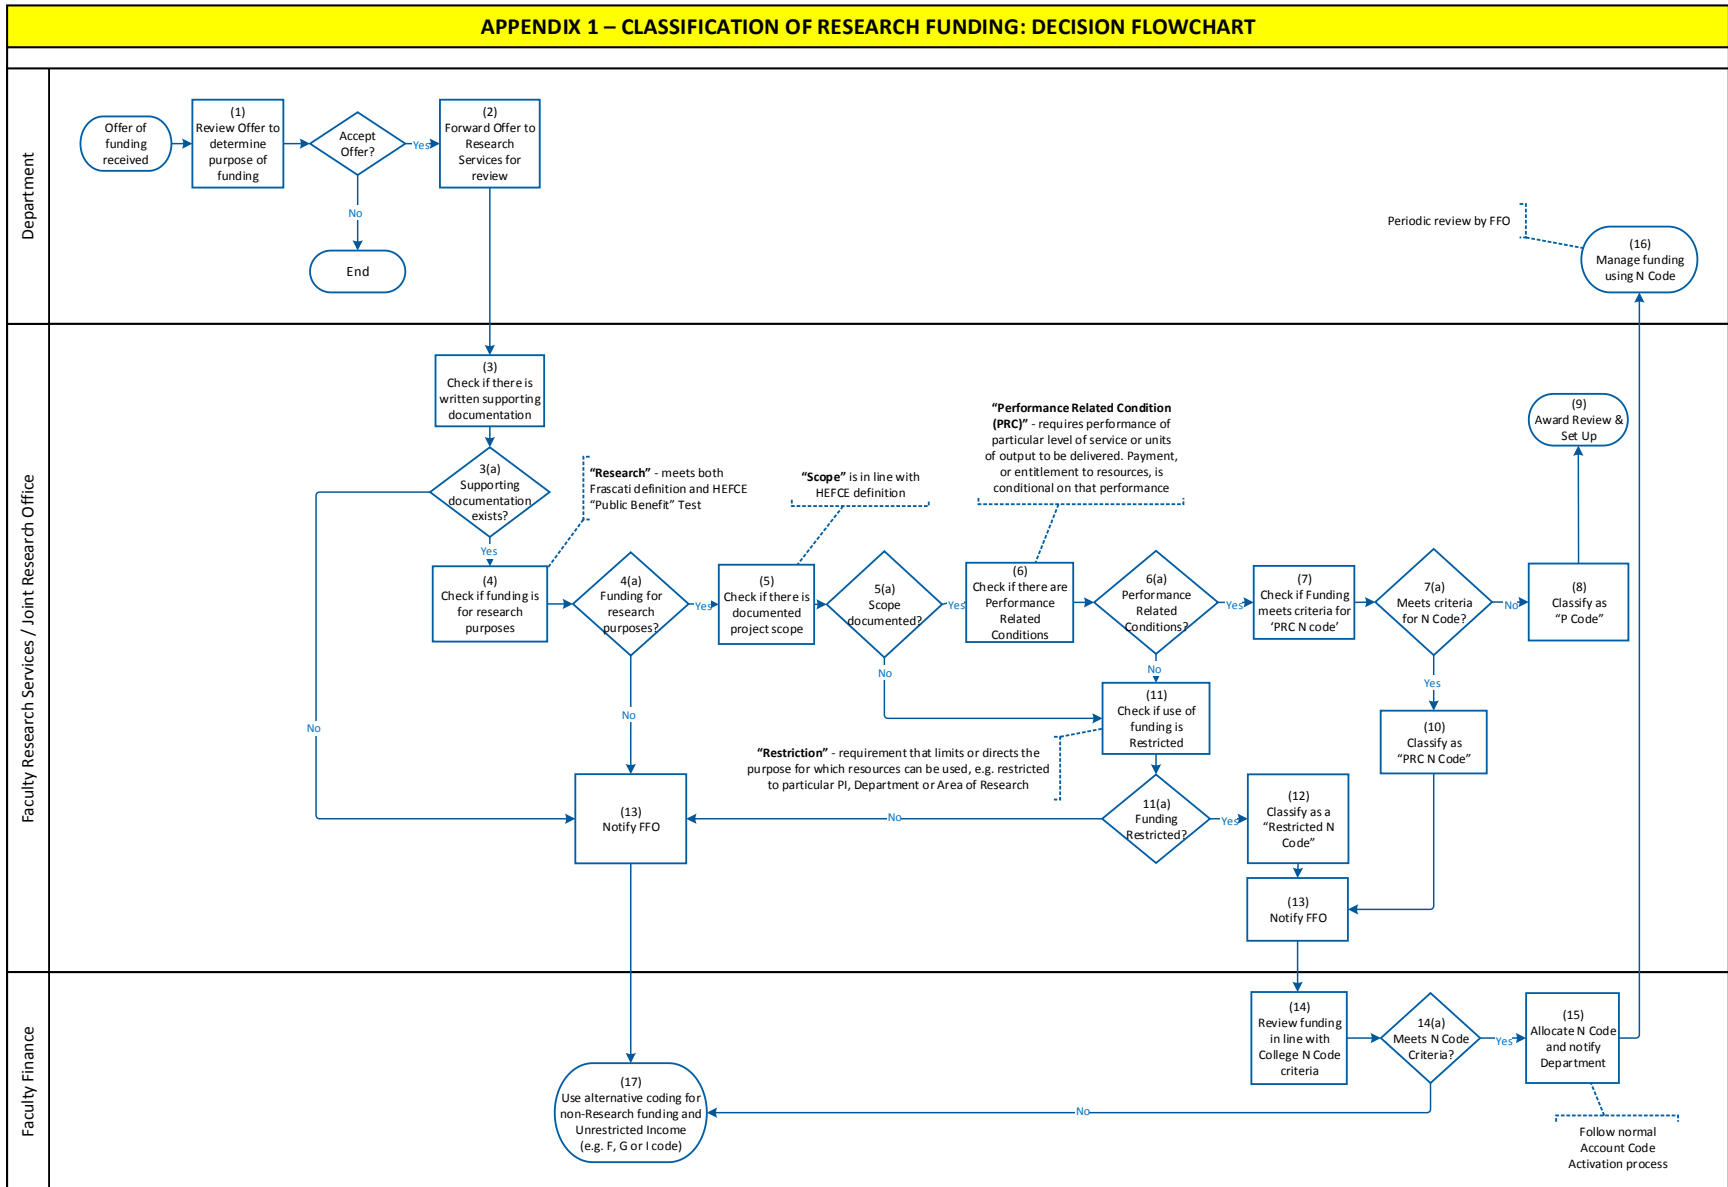 APPENDIX 1 – CLASSIFICATION OF RESEARCH FUNDING: DECISION FLOWCHART
Department
Offer of
funding
received
(1)
Review Offer to
determine
purpose of
funding
Accept
Offer?
Yes
No
End
(2)
Forward Offer to
Research
Services for
review
Periodic review by FFO
(16)
Manage funding
using N Code
Faculty Research Services / Joint Research Office
(3)
Check if there is
written supporting
documentation
3(a)
Supporting
documentation
exists?
Yes
No
"Research" - meets both
Frascati definition and HEFCE
"Public Benefit" Test
(4)
Check if funding is
for research
purposes
4(a)
Funding for
research
purposes?
Yes
No
"Scope" is in line with
HEFCE definition
(5)
Check if there is
documented
project scope
5(a)
Scope
documented?
Yes
No
"Performance Related Condition
(PRC)" - requires performance of
particular level of service or units
of output to be delivered. Payment,
or entitlement to resources, is
conditional on that performance
(6)
Check if there are
Performance
Related
Conditions
6(a)
Performance
Related
Conditions?
Yes
No
(7)
Check if Funding
meets criteria for
'PRC N code'
7(a)
Meets criteria
for N Code?
No
Yes
(8)
Classify as
"P Code"
(9)
Award Review &
Set Up
(10)
Classify as
"PRC N Code"
(11)
Check if use of
funding is
Restricted
"Restriction" - requirement that limits or directs the
purpose for which resources can be used, e.g. restricted
to particular PI, Department or Area of Research
11(a)
Funding
Restricted?
No
Yes
(12)
Classify as a
"Restricted N
Code"
(13)
Notify FFO
(13)
Notify FFO
Faculty Finance
(14)
Review funding
in line with
College N Code
criteria
14(a)
Meets N Code
Criteria?
Yes
No
(15)
Allocate N Code
and notify
Department
Follow normal
Account Code
Activation process
(17)
Use alternative coding for
non-Research funding and
Unrestricted Income
(e.g. F, G or I code)